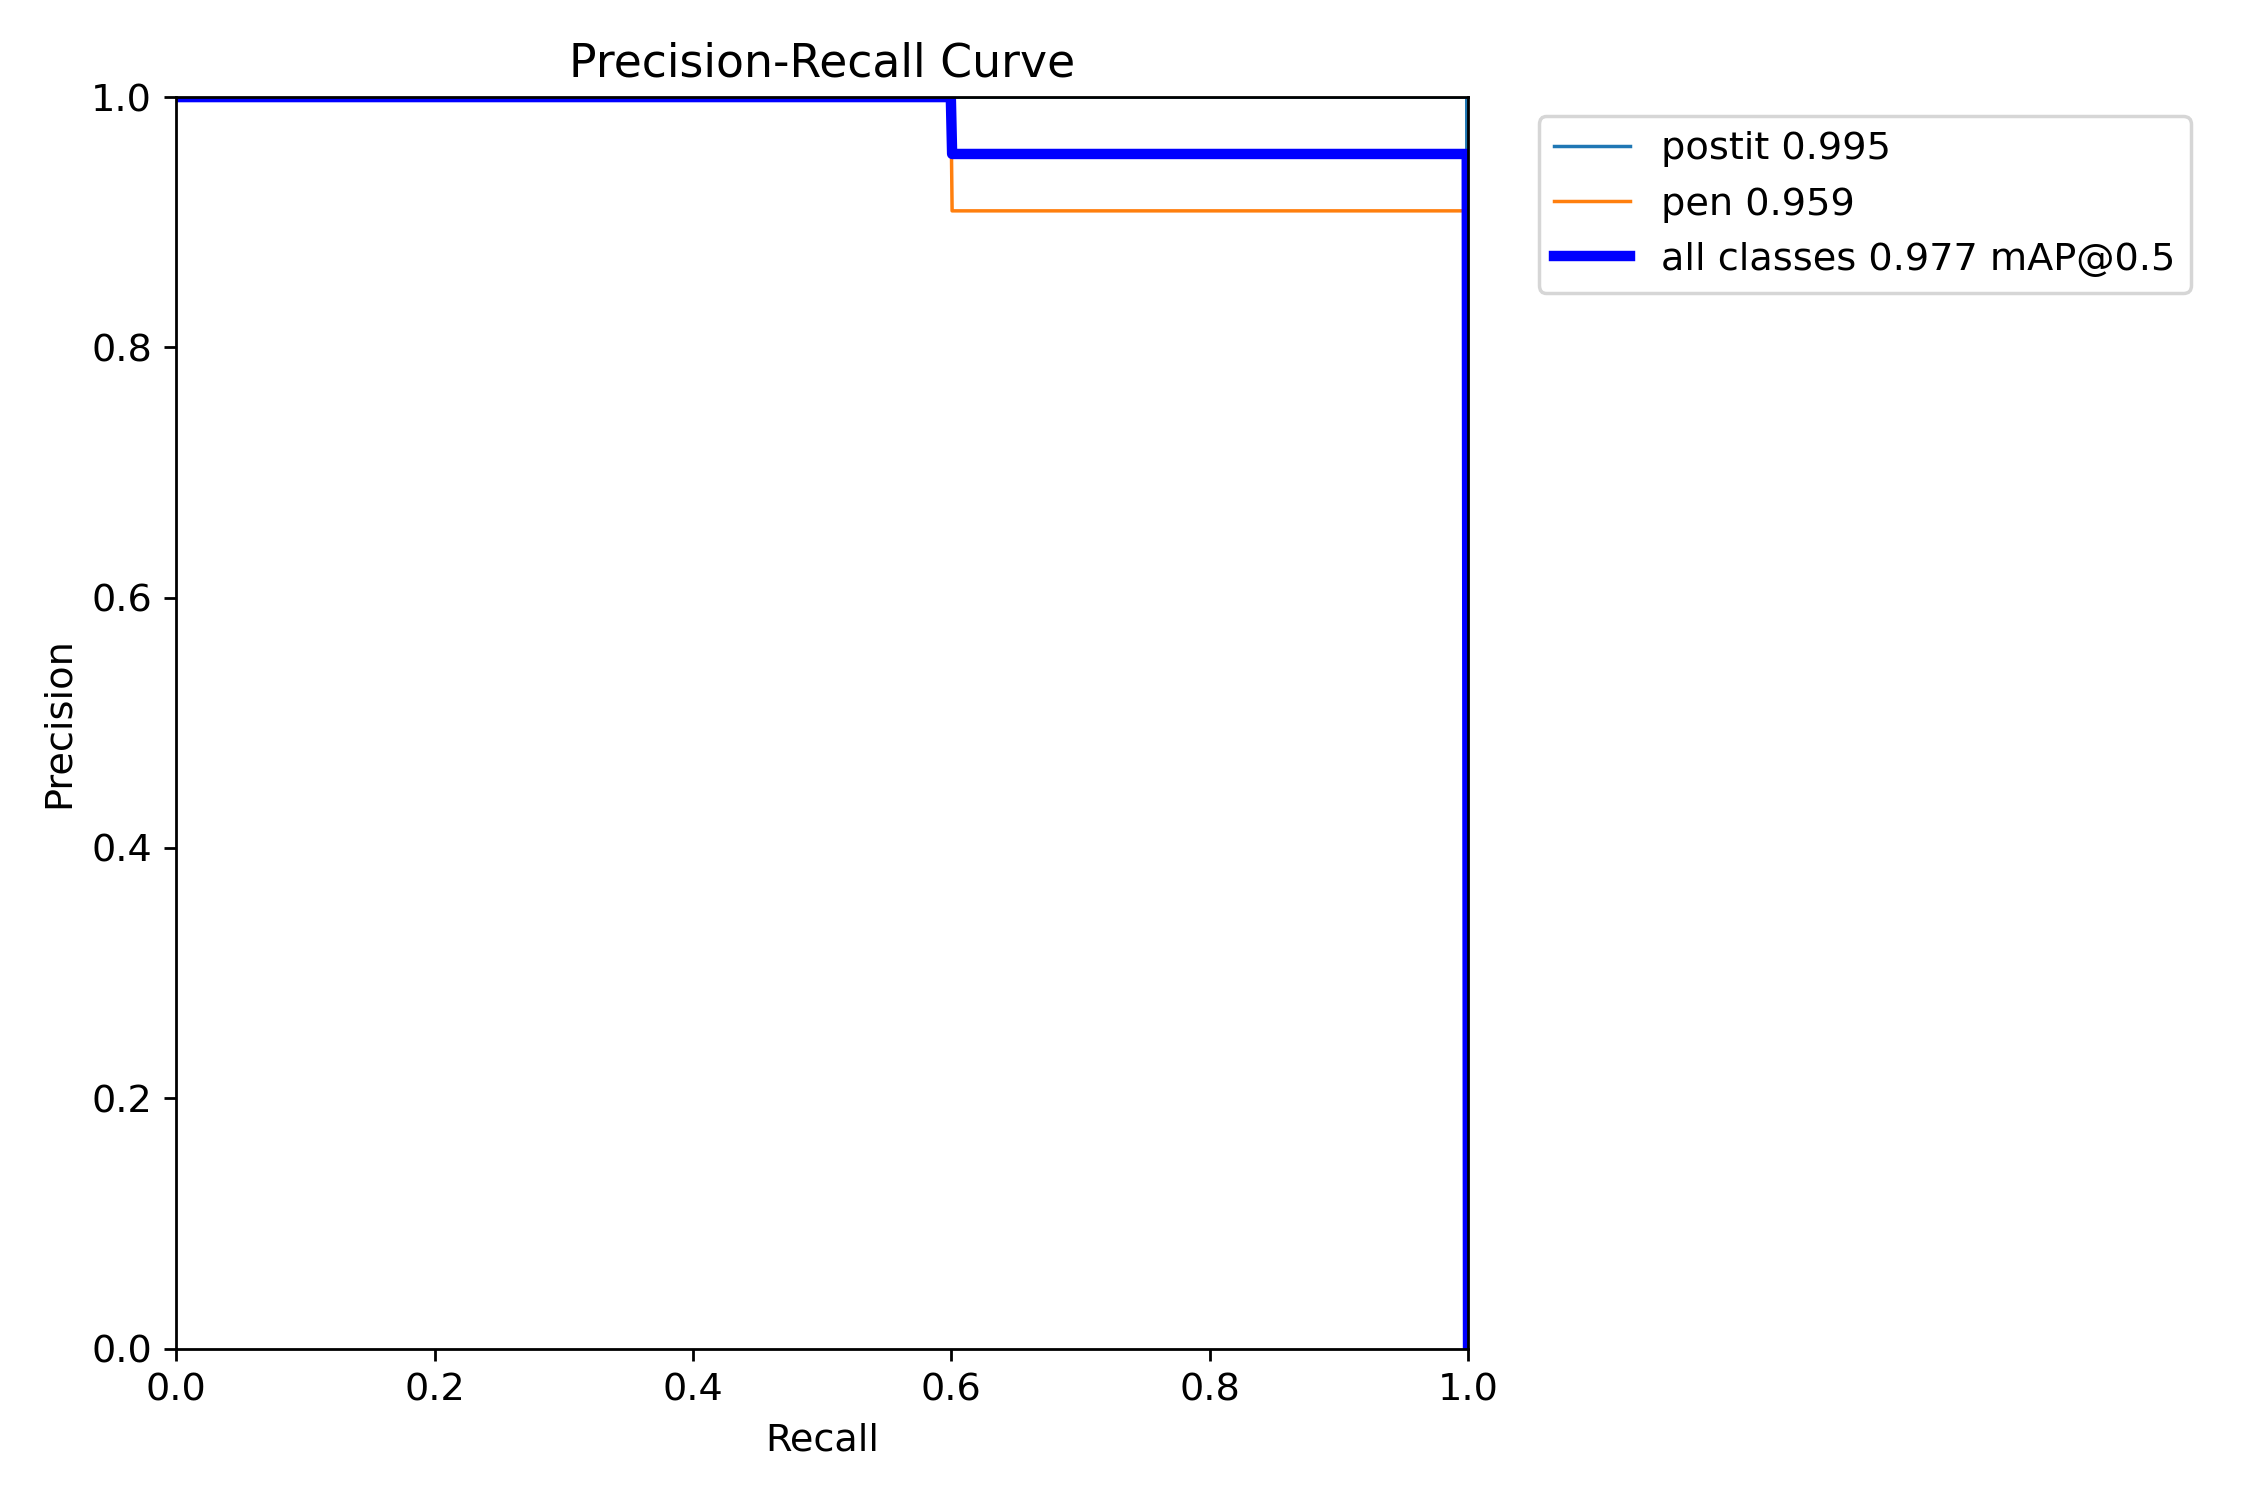 Precision-Recall Curve
1.0
0.8
0.6
0.4
0.2
0.0
Precision
0.0 0.2 0.4 0.6 0.8 1.0
Recall
postit 0.995
pen 0.959
all classes 0.977 mAP@0.5